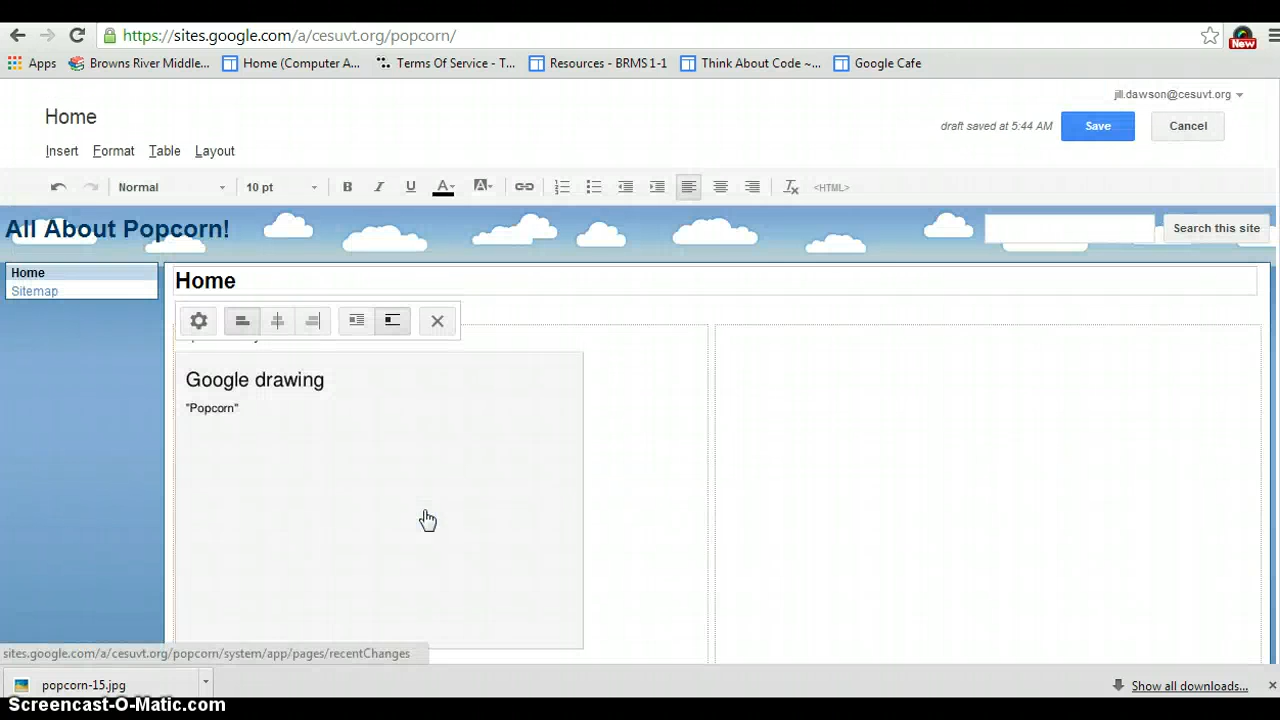 https://sites.google.com/a/cesuvt.org/popcorn/
New
Apps Browns River Middle... Home (Computer A... Terms Of Service - T... Resources - BRMS 1-1 Think About Code ~... Google Cafe
jill.dawson@cesuvt.org
Home
draft saved at 5:44 AM Save Cancel
Insert Format Table Layout
Normal 10 pt B I U A A <HTML>
All About Popcorn! Search this site
Home
Sitemap
Home
Google drawing
"Popcorn"
sites.google.com/a/cesuvt.org/popcorn/system/app/pages/recentChanges
popcorn-15.jpg Show all downloads...
Screencast-O-Matic.com